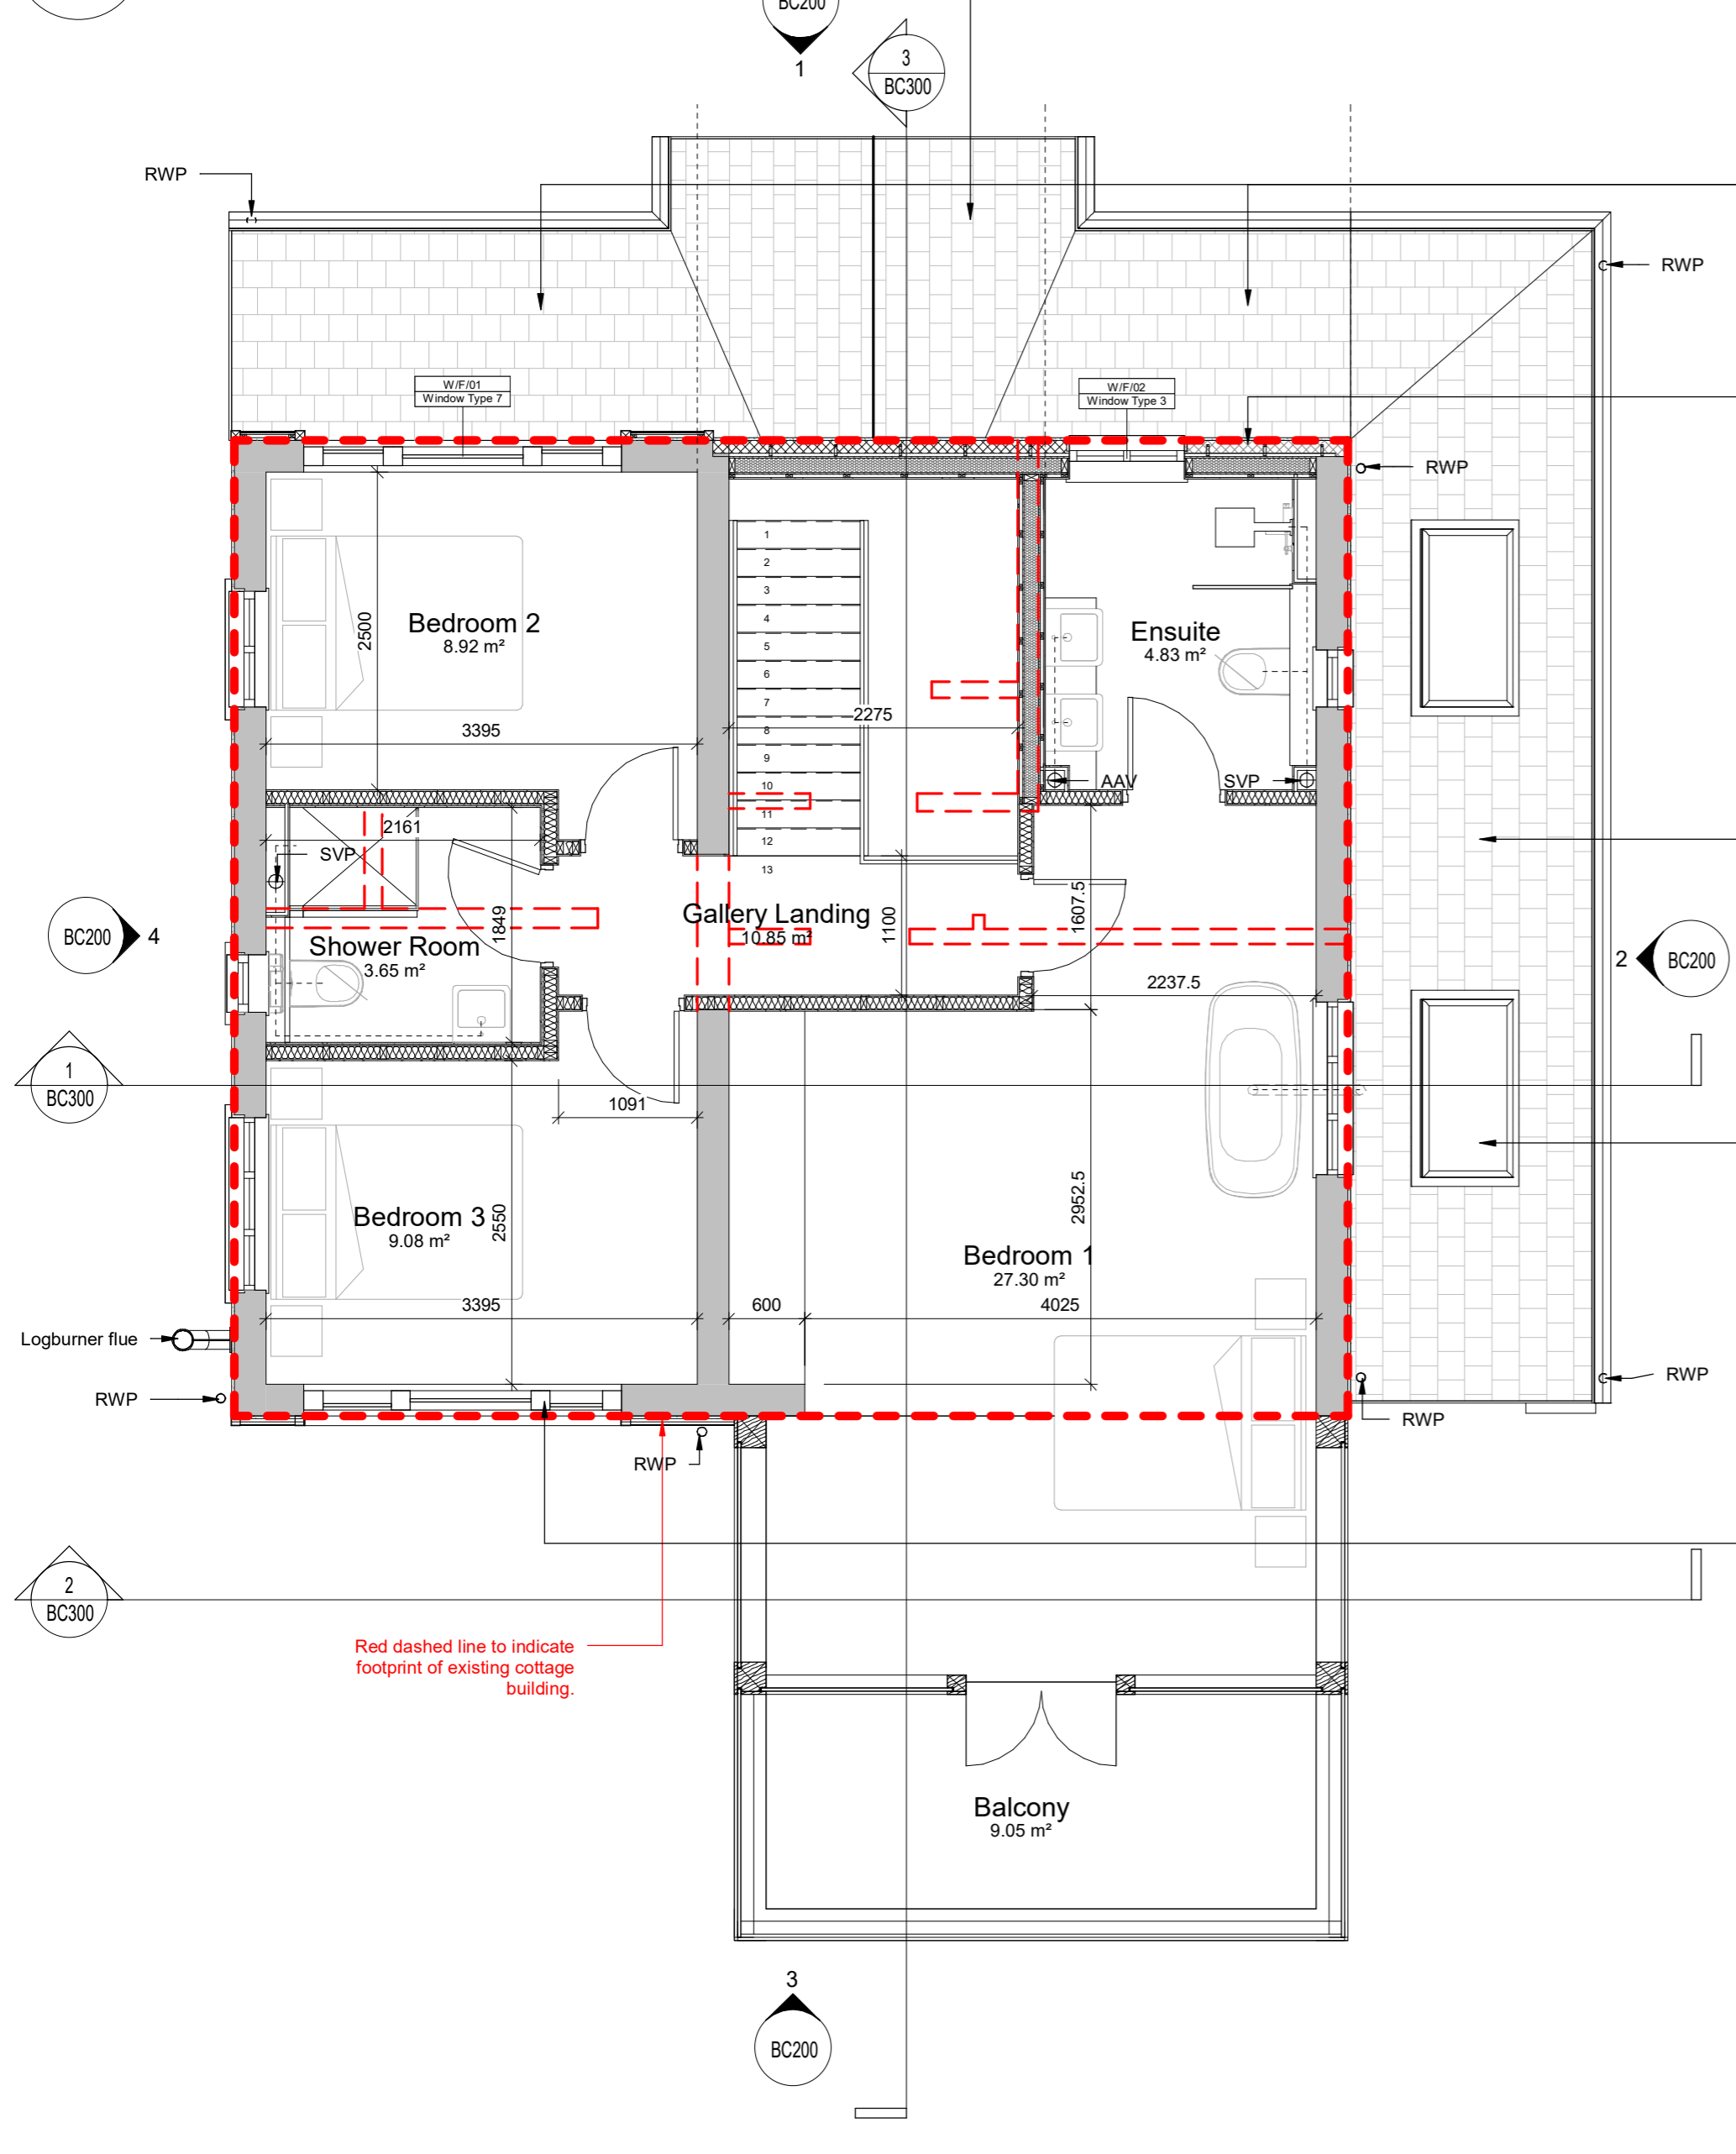 BC200
1
3
BC300
RWP
RWP
W/F/01
Window Type 7
W/F/02
Window Type 3
RWP
1
2
3
4
5
6
7
8
9
10
11
12
13
Bedroom 2
8.92 m²
2500
3395
Ensuite
4.83 m²
2275
AAV
SVP
2161
SVP
1849
Shower Room
3.65 m²
Gallery Landing
10.85 m²
1100
1607.5
2237.5
BC200
4
2
BC200
1
BC300
1091
Bedroom 3
9.08 m²
2550
3395
2952.5
Bedroom 1
27.30 m²
600
4025
Logburner flue
RWP
RWP
RWP
RWP
2
BC300
Red dashed line to indicate
footprint of existing cottage
building.
Balcony
9.05 m²
3
BC200